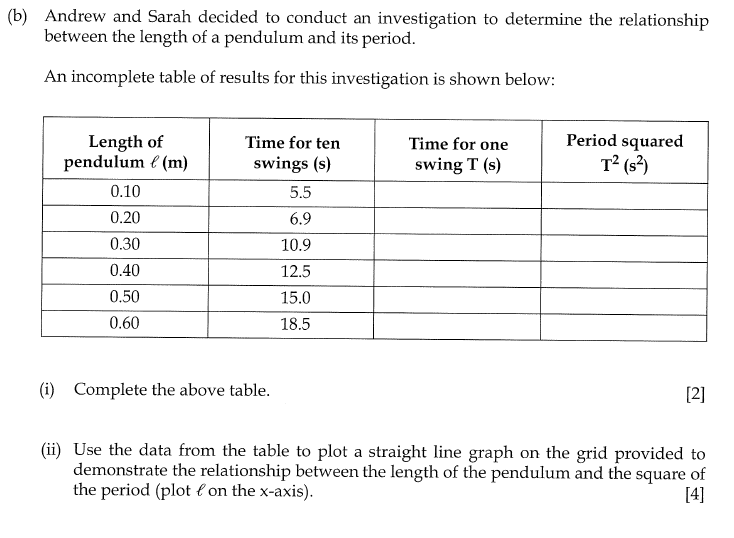 (b) Andrew and Sarah decided to conduct an investigation to determine the relationship
between the length of a pendulum and its period.
An incomplete table of results for this investigation is shown below:
Length of pendulum ℓ (m) Time for ten swings (s) Time for one swing T (s) Period squared T² (s²)
0.10 5.5
0.20 6.9
0.30 10.9
0.40 12.5
0.50 15.0
0.60 18.5
(i) Complete the above table. [2]
(ii) Use the data from the table to plot a straight line graph on the grid provided to
demonstrate the relationship between the length of the pendulum and the square of
the period (plot ℓ on the x-axis). [4]